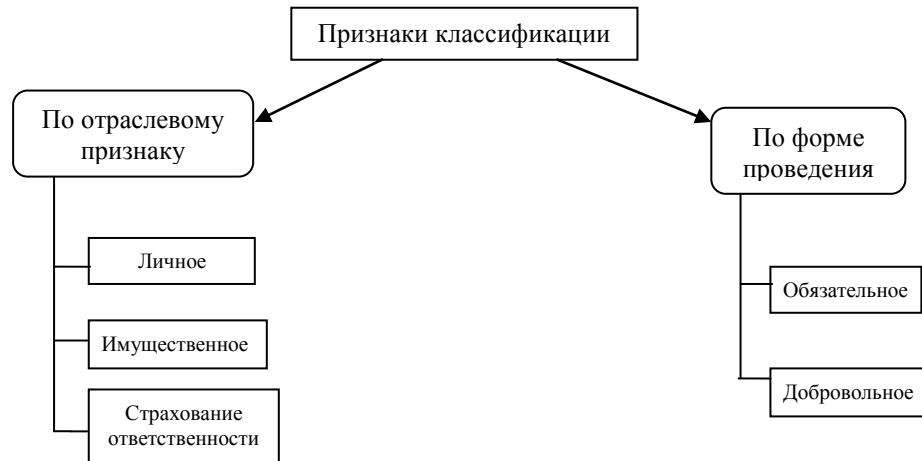 Признаки классификации
По отраслевому
признаку
Личное
Имущественное
Страхование
ответственности
По форме
проведения
Обязательное
Добровольное